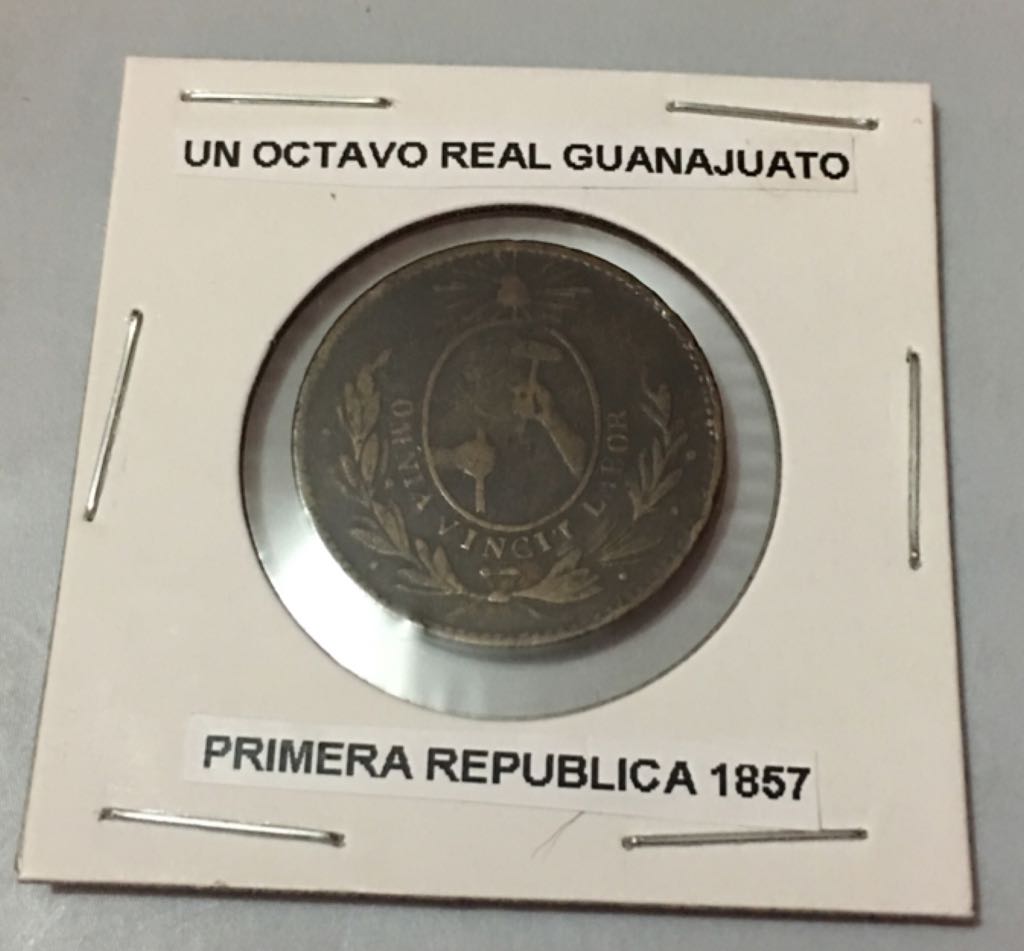 UN OCTAVO REAL GUANAJUATO
OMNIA VINCIT LABOR
PRIMERA REPUBLICA 1857